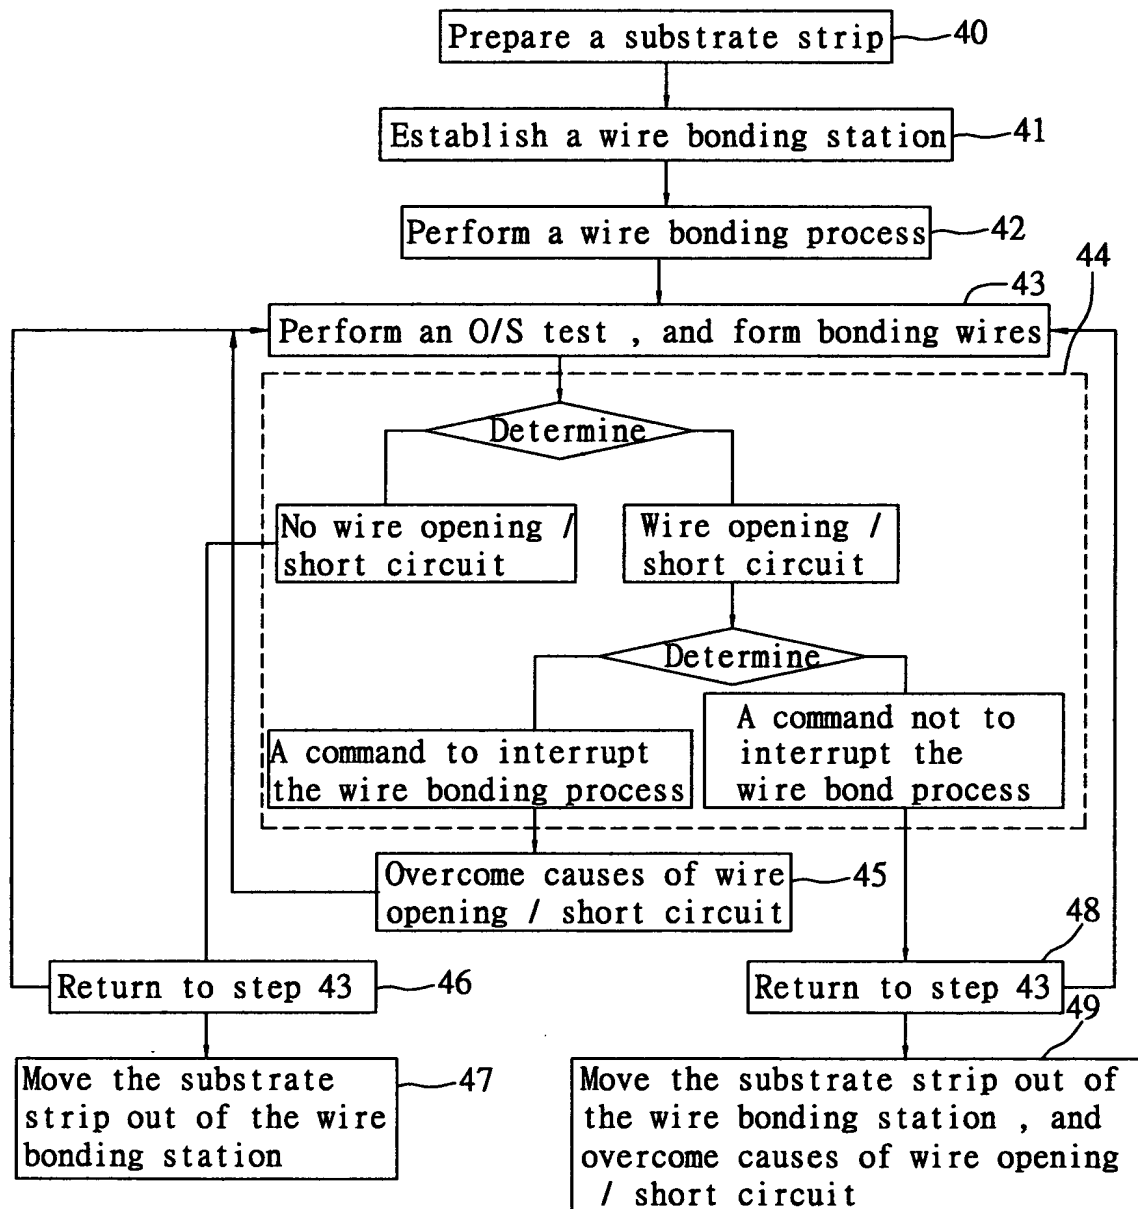 Prepare a substrate strip
40
Establish a wire bonding station
41
Perform a wire bonding process
42
44
43
Perform an O/S test , and form bonding wires
Determine
No wire opening /
short circuit
Wire opening /
short circuit
Determine
A command to interrupt
the wire bonding process
A command not to
interrupt the
wire bond process
Overcome causes of wire
opening / short circuit
45
Return to step 43
46
Return to step 43
48
Move the substrate
strip out of the wire
bonding station
47
49
Move the substrate strip out of
the wire bonding station , and
overcome causes of wire opening
/ short circuit